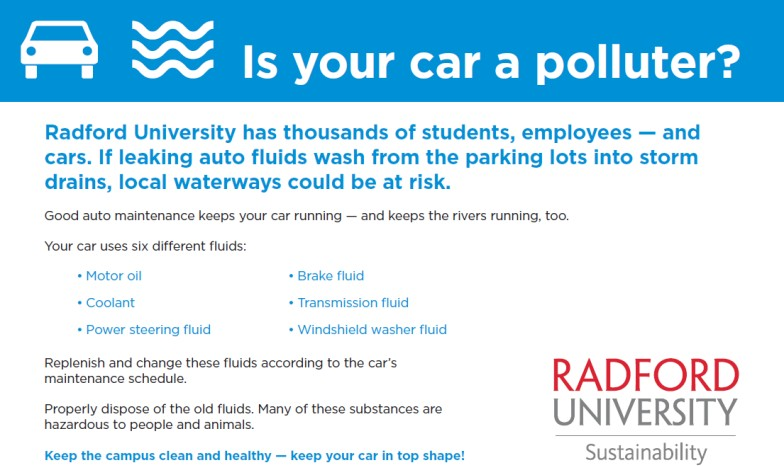 Is your car a polluter?
Radford University has thousands of students, employees — and
cars. If leaking auto fluids wash from the parking lots into storm
drains, local waterways could be at risk.
Good auto maintenance keeps your car running — and keeps the rivers running, too.
Your car uses six different fluids:
• Motor oil
• Coolant
• Power steering fluid
• Brake fluid
• Transmission fluid
• Windshield washer fluid
Replenish and change these fluids according to the car's
maintenance schedule.
Properly dispose of the old fluids. Many of these substances are
hazardous to people and animals.
Keep the campus clean and healthy — keep your car in top shape!
RADFORD
UNIVERSITY
Sustainability